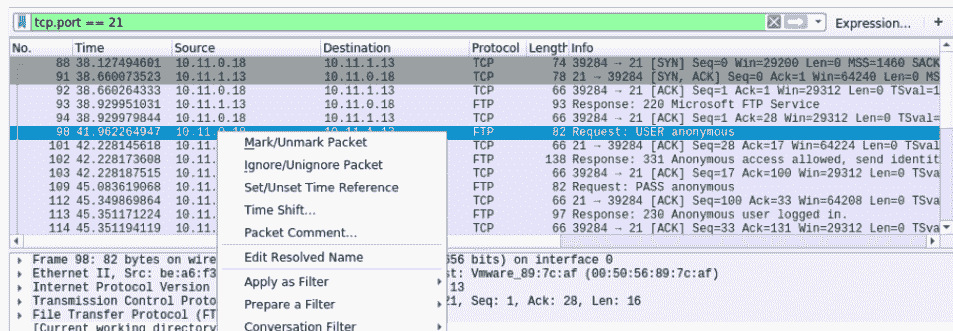 tcp.port == 21 Expression... +
No. Time Source Destination Protocol Length Info
88 38.127494601 10.11.0.18 10.11.1.13 TCP 74 39284 → 21 [SYN] Seq=0 Win=29200 Len=0 MSS=1460 SACK
91 38.660073523 10.11.1.13 10.11.0.18 TCP 78 21 → 39284 [SYN, ACK] Seq=0 Ack=1 Win=64240 Len=0 MS
92 38.660264333 10.11.0.18 10.11.1.13 TCP 66 39284 → 21 [ACK] Seq=1 Ack=1 Win=29312 Len=0 TSval=1
93 38.929951031 10.11.1.13 10.11.0.18 FTP 93 Response: 220 Microsoft FTP Service
94 38.929979844 10.11.0.18 10.11.1.13 TCP 66 39284 → 21 [ACK] Seq=1 Ack=28 Win=29312 Len=0 TSval=
98 41.962264947 10.11.0.18 10.11.1.13 FTP 82 Request: USER anonymous
101 42.228145618 10.11. TCP 66 21 → 39284 [ACK] Seq=28 Ack=17 Win=64224 Len=0 TSval
102 42.228173608 10.11. FTP 138 Response: 331 Anonymous access allowed, send identit
103 42.228187515 10.11. TCP 66 39284 → 21 [ACK] Seq=17 Ack=100 Win=29312 Len=0 TSva
109 45.083619068 10.11. FTP 82 Request: PASS anonymous
112 45.349869864 10.11. TCP 66 21 → 39284 [ACK] Seq=100 Ack=33 Win=64208 Len=0 TSva
113 45.351171224 10.11. FTP 97 Response: 230 Anonymous user logged in.
114 45.351194119 10.11. TCP 66 39284 → 21 [ACK] Seq=33 Ack=131 Win=29312 Len=0 TSva
Mark/Unmark Packet
Ignore/Unignore Packet
Set/Unset Time Reference
Time Shift...
Packet Comment...
Edit Resolved Name
Apply as Filter
Prepare a Filter
Conversation Filter
Frame 98: 82 bytes on wire 656 bits) on interface 0
Ethernet II, Src: be:a6:f3 st: Vmware_89:7c:af (00:50:56:89:7c:af)
Internet Protocol Version 13
Transmission Control Proto 21, Seq: 1, Ack: 28, Len: 16
File Transfer Protocol (FT
[Current working directory